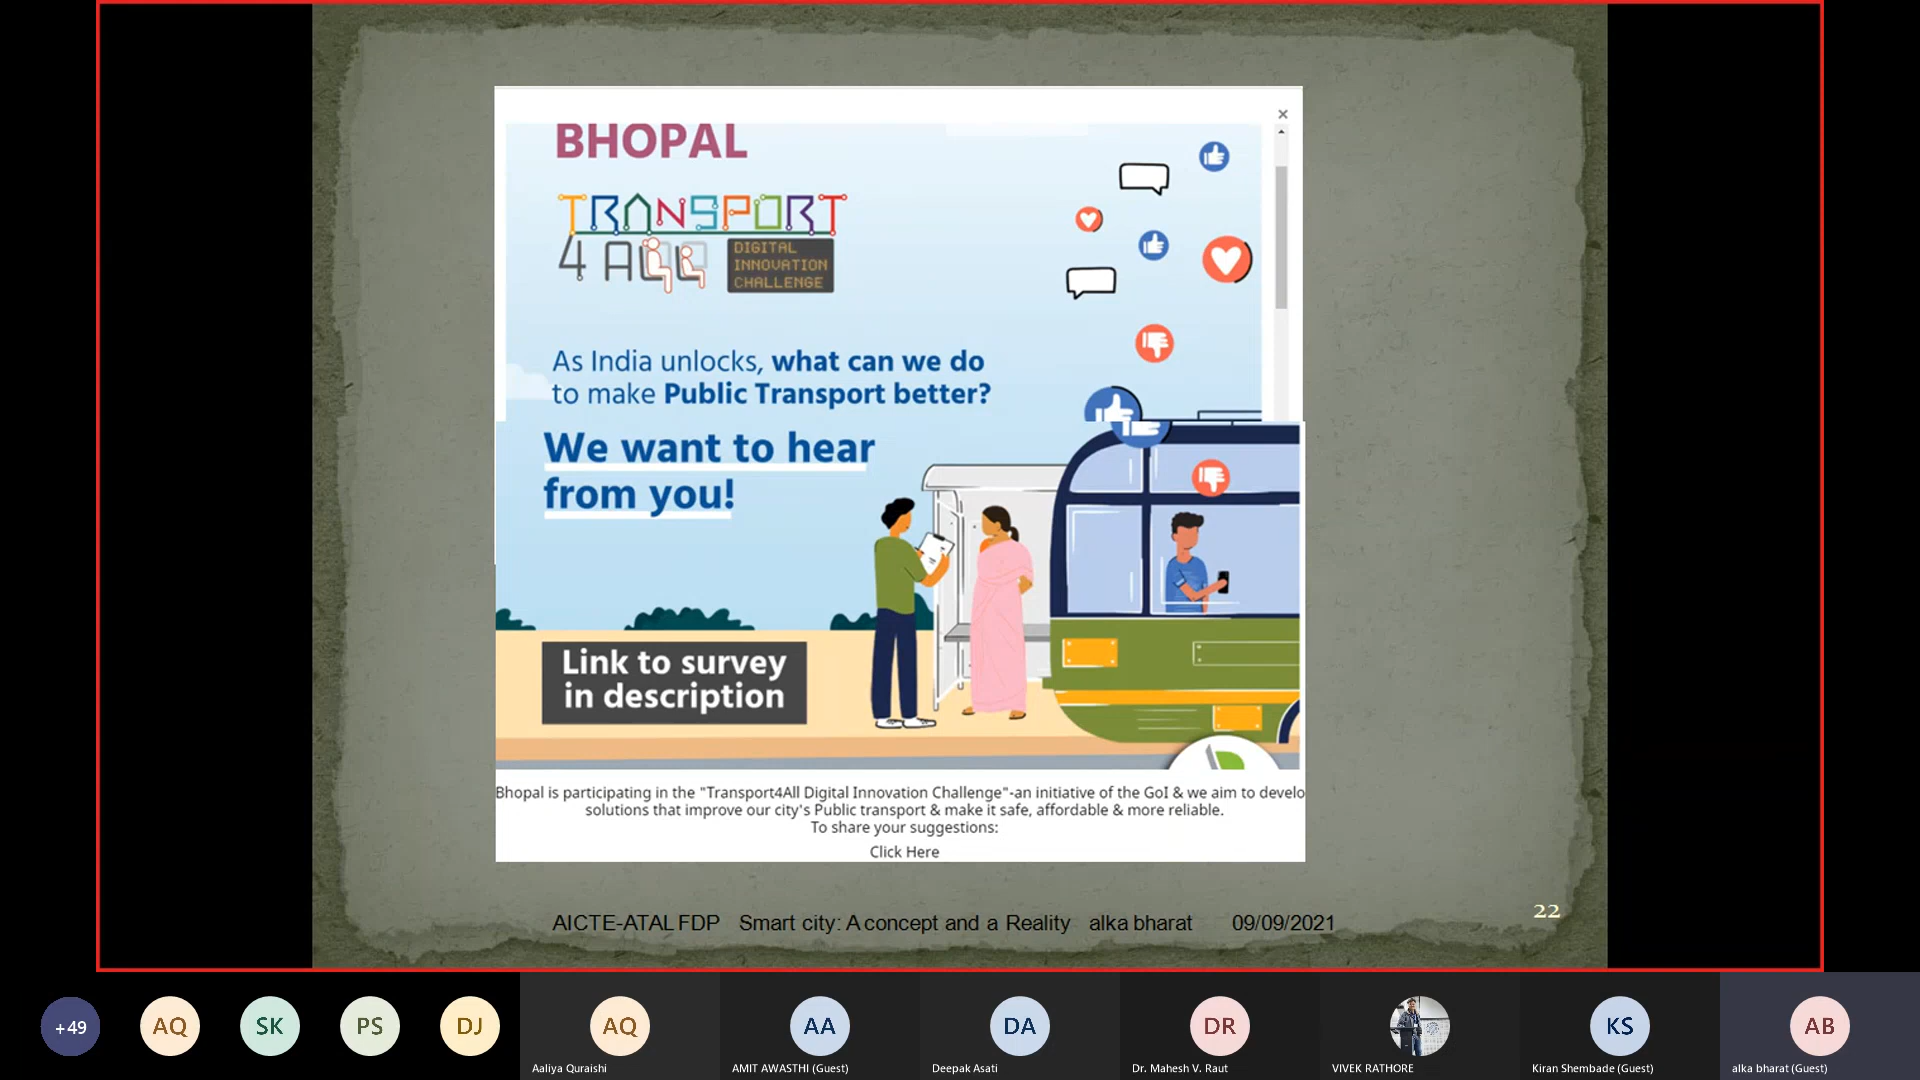 BHOPAL
TRANSPORT
4 ALL
DIGITAL
INNOVATION
CHALLENGE
As India unlocks, what can we do
to make Public Transport better?
We want to hear
from you!
Link to survey
in description
Bhopal is participating in the "Transport4All Digital Innovation Challenge"-an initiative of the GoI & we aim to develo
solutions that improve our city's Public transport & make it safe, affordable & more reliable.
To share your suggestions:
Click Here
AICTE-ATAL FDP Smart city: A concept and a Reality alka bharat 09/09/2021
22
+49
AQ
SK
PS
DJ
AQ
AA
DA
DR
KS
AB
Aaliya Quraishi
AMIT AWASTHI (Guest)
Deepak Asati
Dr. Mahesh V. Raut
VIVEK RATHORE
Kiran Shembade (Guest)
alka bharat (Guest)